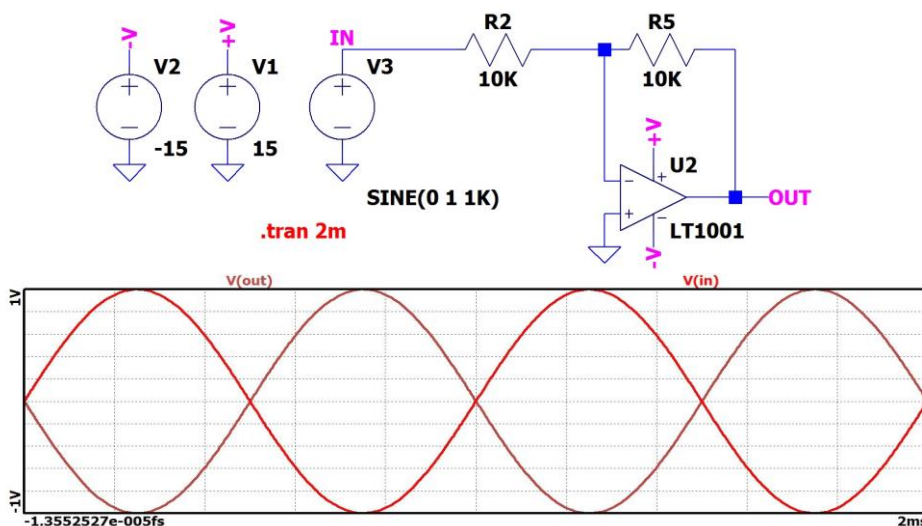 -V
+V
IN
R2
R5
V2
V1
V3
10K
10K
+V
U2
-15
15
SINE(0 1 1K)
OUT
.tran 2m
LT1001
-V
V(out)
V(in)
1V
-1V
-1.3552527e-005fs
2ms